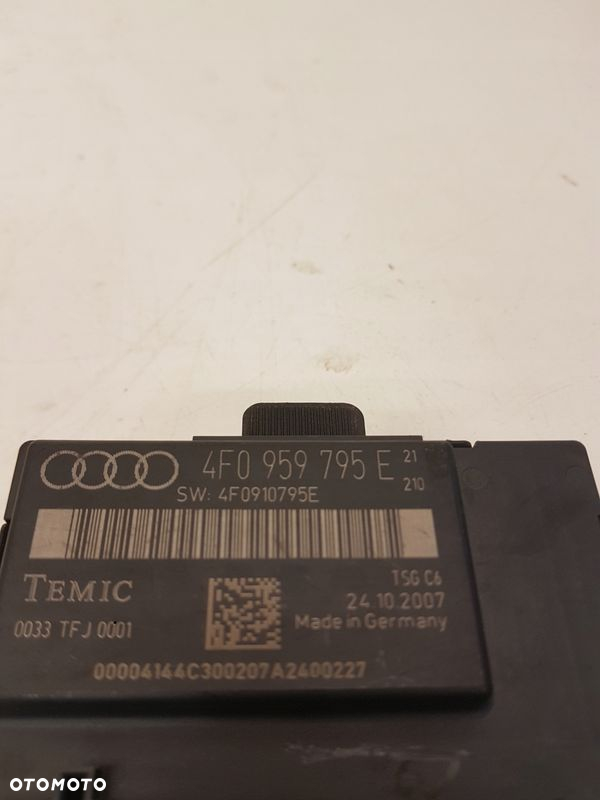 4F0 959 795 E 21
210
SW: 4F0910795E
TEMIC
TSG C6
24.10.2007
0033 TFJ 0001
Made in Germany
00004144C300207A2400227
OTOMOTO